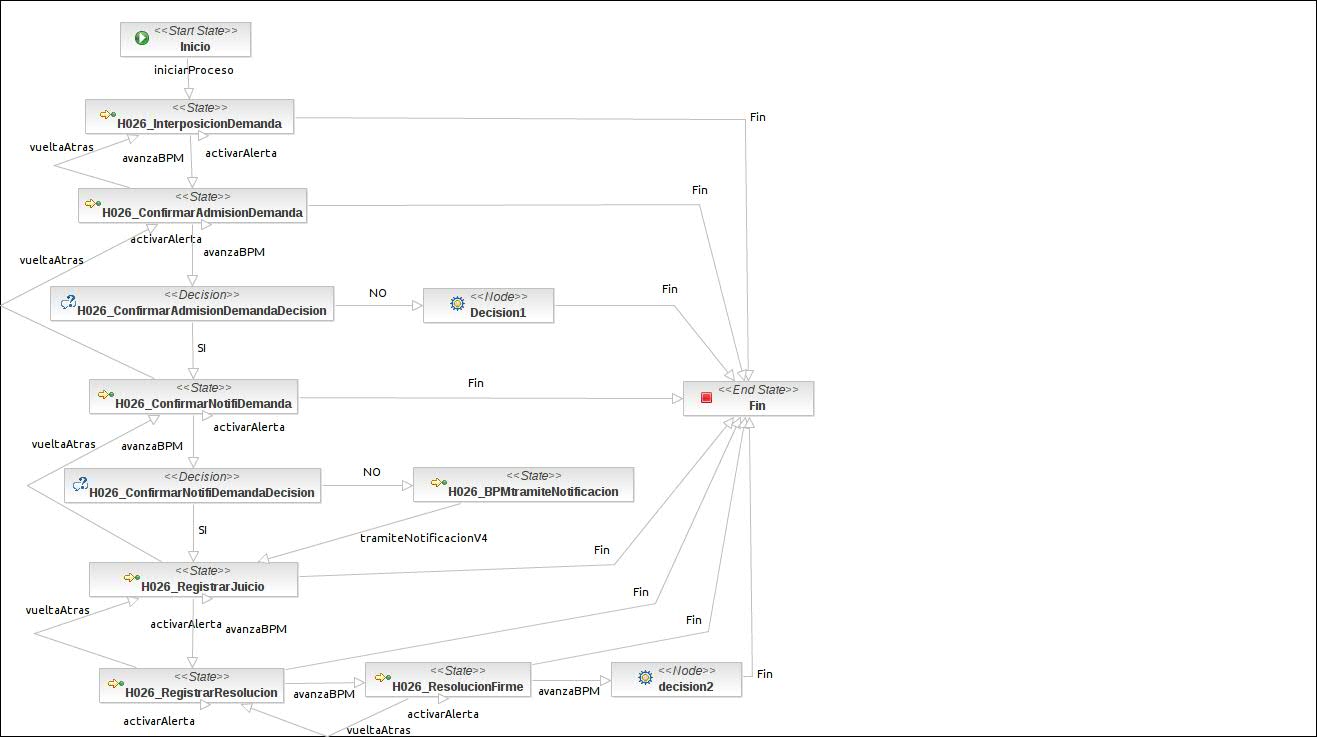 <<Start State>>
Inicio
iniciarProceso
<<State>>
H026_InterposicionDemanda
Fin
vueltaAtras
avanzaBPM
activarAlerta
<<State>>
H026_ConfirmarAdmisionDemanda
Fin
activarAlerta
avanzaBPM
vueltaAtras
<<Decision>>
H026_ConfirmarAdmisionDemandaDecision
NO
<<Node>>
Decision1
Fin
SI
<<State>>
H026_ConfirmarNotifiDemanda
Fin
<<End State>>
Fin
activarAlerta
vueltaAtras
avanzaBPM
<<Decision>>
H026_ConfirmarNotifiDemandaDecision
NO
<<State>>
H026_BPMtramiteNotificacion
SI
tramiteNotificacionV4
Fin
<<State>>
H026_RegistrarJuicio
Fin
vueltaAtras
activarAlerta
avanzaBPM
Fin
<<State>>
H026_RegistrarResolucion
avanzaBPM
<<State>>
H026_ResolucionFirme
avanzaBPM
<<Node>>
decision2
Fin
activarAlerta
activarAlerta
vueltaAtras